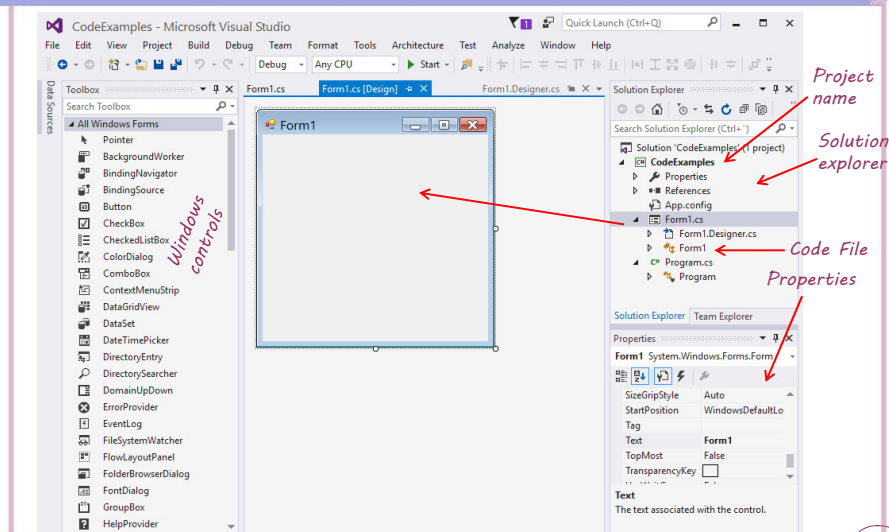 CodeExamples - Microsoft Visual Studio
1
Quick Launch (Ctrl+Q)
File Edit View Project Build Debug Team Format Tools Architecture Test Analyze Window Help
Debug Any CPU Start
Data Sources
Toolbox
Search Toolbox
All Windows Forms
Pointer
BackgroundWorker
BindingNavigator
BindingSource
Button
CheckBox
CheckedListBox
ColorDialog
ComboBox
ContextMenuStrip
DataGridView
DataSet
DateTimePicker
DirectoryEntry
DirectorySearcher
DomainUpDown
ErrorProvider
EventLog
FileSystemWatcher
FlowLayoutPanel
FolderBrowserDialog
FontDialog
GroupBox
HelpProvider
Windows
controls
Form1.cs Form1.cs [Design] Form1.Designer.cs
Form1
Solution Explorer
Search Solution Explorer (Ctrl+¨)
Solution 'CodeExamples' (1 project)
CodeExamples
Properties
References
App.config
Form1.cs
Form1.Designer.cs
Form1
C# Program.cs
Program
Solution Explorer Team Explorer
Properties
Form1 System.Windows.Forms.Form
SizeGripStyle Auto
StartPosition WindowsDefaultLo
Tag
Text Form1
TopMost False
TransparencyKey
Text
The text associated with the control.
Project
name
Solution
explorer
Code File
Properties